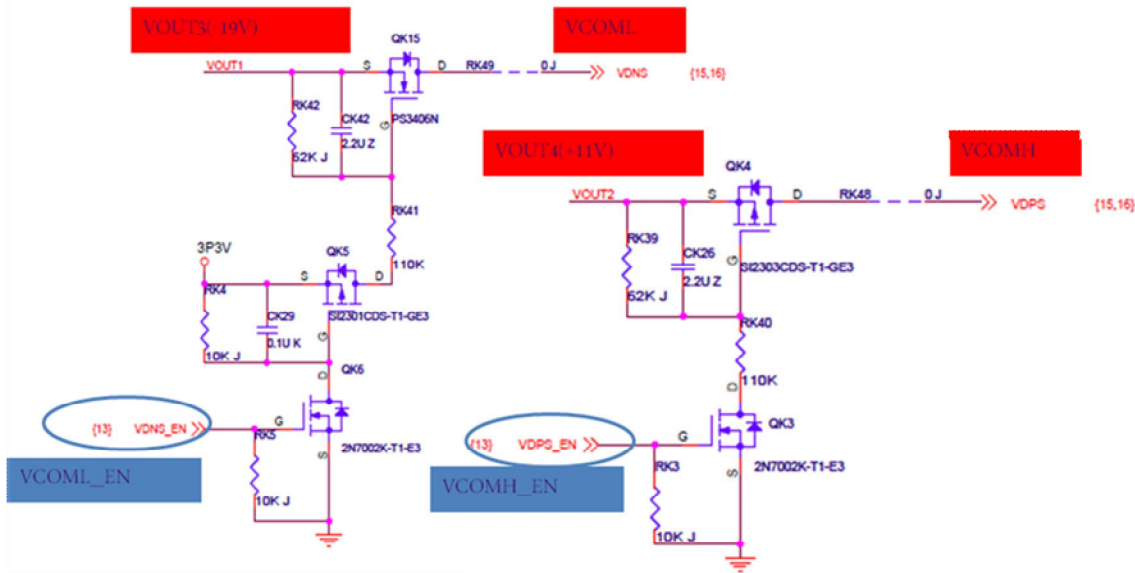 VOUT3(-19V)
VCOML
QK15
VOUT1
S
D
RK49
0 J
VDNS
{15,16}
RK42
CK42
2.2U Z
G
PS3406N
62K J
RK41
110K
3P3V
QK5
S
D
RK4
CK29
0.1U K
SI2301CDS-T1-GE3
G
10K J
D
QK6
{13}
VDNS_EN
G
RK5
S
2N7002K-T1-E3
VCOML_EN
10K J
VOUT4(+11V)
VCOMH
QK4
VOUT2
S
D
RK48
0 J
VDPS
{15,16}
RK39
CK26
2.2U Z
G
SI2303CDS-T1-GE3
62K J
RK40
110K
D
QK3
{13}
VDPS_EN
G
RK3
S
2N7002K-T1-E3
VCOMH_EN
10K J